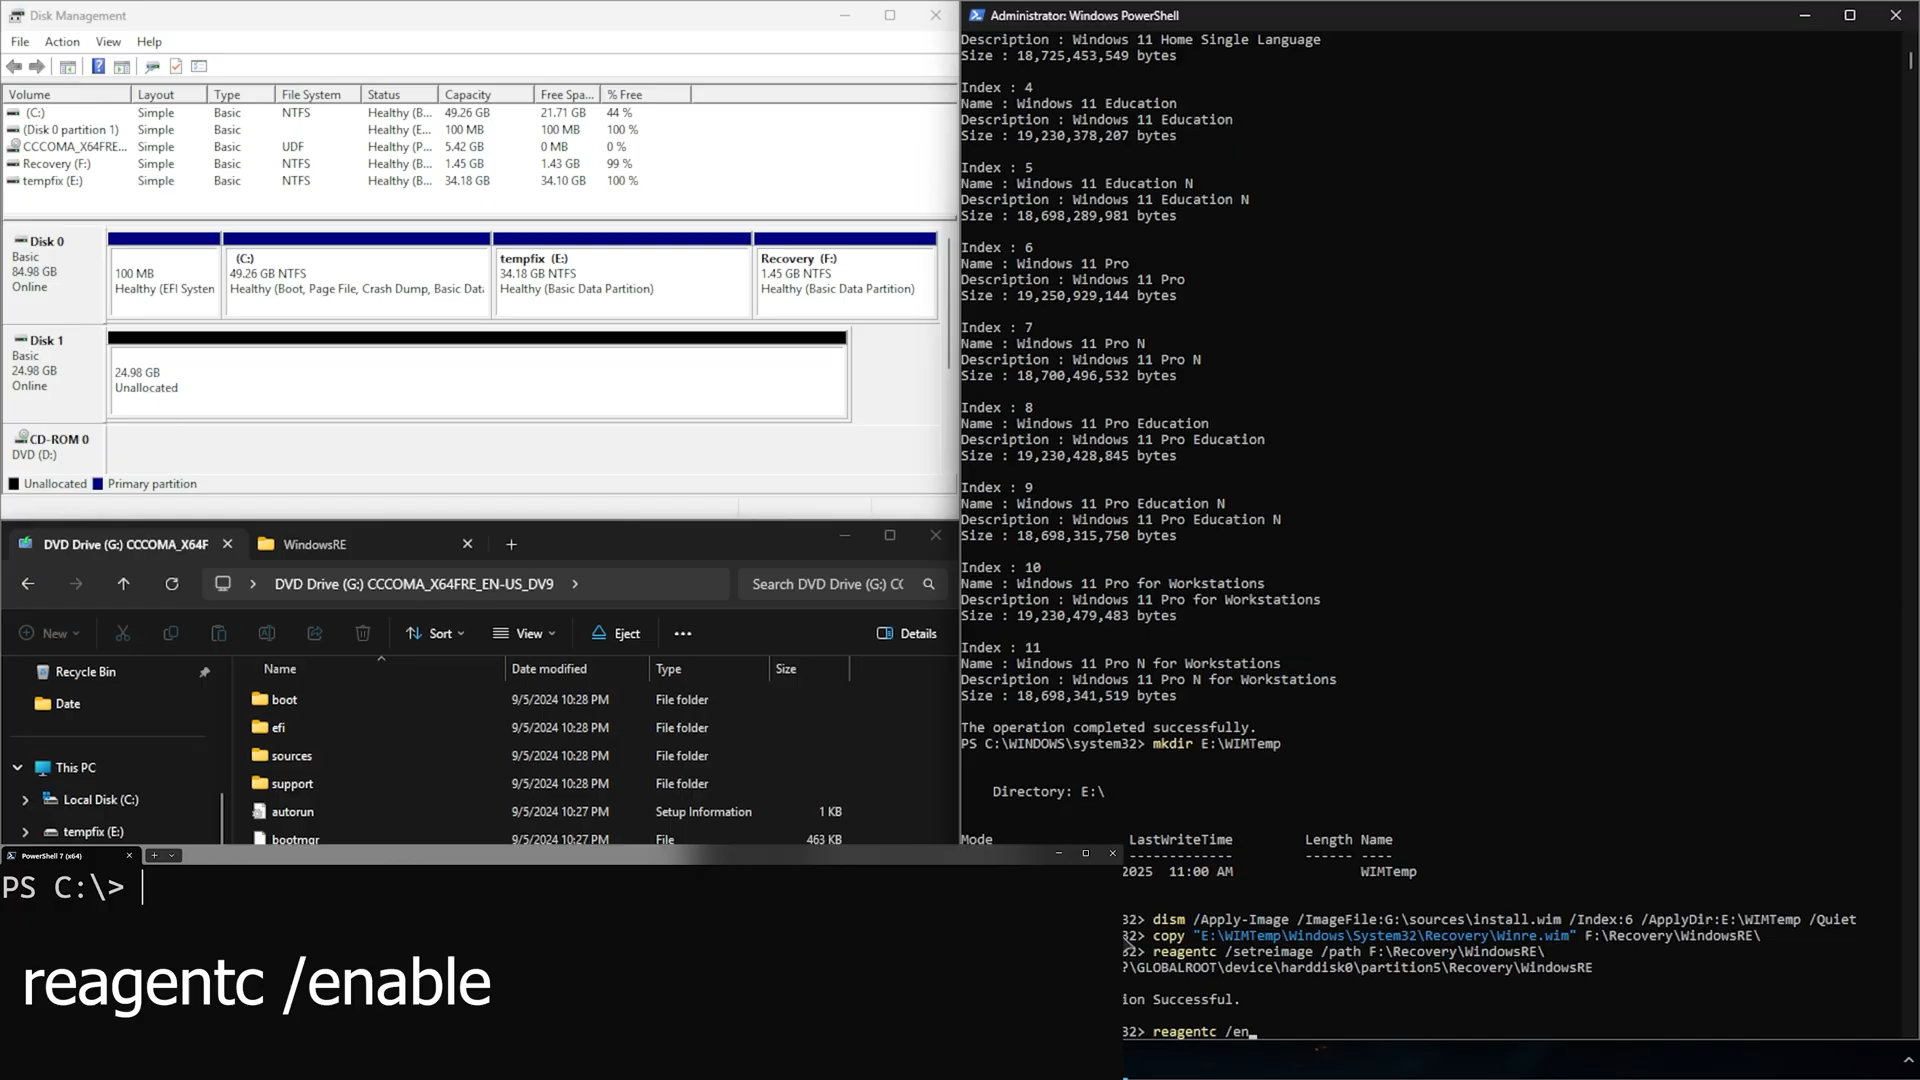 Disk Management
File Action View Help
Volume Layout Type File System Status Capacity Free Spa... % Free
(C:) Simple Basic NTFS Healthy (B... 49.26 GB 21.71 GB 44 %
(Disk 0 partition 1) Simple Basic Healthy (E... 100 MB 100 MB 100 %
CCCOMA_X64FRE... Simple Basic UDF Healthy (P... 5.42 GB 0 MB 0 %
Recovery (F:) Simple Basic NTFS Healthy (B... 1.45 GB 1.43 GB 99 %
tempfix (E:) Simple Basic NTFS Healthy (B... 34.18 GB 34.10 GB 100 %
Disk 0
Basic
84.98 GB
Online
100 MB
Healthy (EFI System
(C:)
49.26 GB NTFS
Healthy (Boot, Page File, Crash Dump, Basic Data
tempfix (E:)
34.18 GB NTFS
Healthy (Basic Data Partition)
Recovery (F:)
1.45 GB NTFS
Healthy (Basic Data Partition)
Disk 1
Basic
24.98 GB
Online
24.98 GB
Unallocated
CD-ROM 0
DVD (D:)
Unallocated Primary partition
DVD Drive (G:) CCCOMA_X64F WindowsRE
DVD Drive (G:) CCCOMA_X64FRE_EN-US_DV9 Search DVD Drive (G:) CC
New Sort View Eject Details
Recycle Bin
Date
This PC
Local Disk (C:)
tempfix (E:)
Name Date modified Type Size
boot 9/5/2024 10:28 PM File folder
efi 9/5/2024 10:28 PM File folder
sources 9/5/2024 10:28 PM File folder
support 9/5/2024 10:28 PM File folder
autorun 9/5/2024 10:27 PM Setup Information 1 KB
bootmgr 9/5/2024 10:27 PM File 463 KB
PowerShell 7 (x64)
PS C:\>
reagentc /enable
Administrator: Windows PowerShell
Description : Windows 11 Home Single Language
Size : 18,725,453,549 bytes
Index : 4
Name : Windows 11 Education
Description : Windows 11 Education
Size : 19,230,378,207 bytes
Index : 5
Name : Windows 11 Education N
Description : Windows 11 Education N
Size : 18,698,289,981 bytes
Index : 6
Name : Windows 11 Pro
Description : Windows 11 Pro
Size : 19,250,929,144 bytes
Index : 7
Name : Windows 11 Pro N
Description : Windows 11 Pro N
Size : 18,700,496,532 bytes
Index : 8
Name : Windows 11 Pro Education
Description : Windows 11 Pro Education
Size : 19,230,428,845 bytes
Index : 9
Name : Windows 11 Pro Education N
Description : Windows 11 Pro Education N
Size : 18,698,315,750 bytes
Index : 10
Name : Windows 11 Pro for Workstations
Description : Windows 11 Pro for Workstations
Size : 19,230,479,483 bytes
Index : 11
Name : Windows 11 Pro N for Workstations
Description : Windows 11 Pro N for Workstations
Size : 18,698,341,519 bytes
The operation completed successfully.
PS C:\WINDOWS\system32> mkdir E:\WIMTemp
Directory: E:\
Mode LastWriteTime Length Name
------------- ------ ----
2025 11:00 AM WIMTemp
32> dism /Apply-Image /ImageFile:G:\sources\install.wim /Index:6 /ApplyDir:E:\WIMTemp /Quiet
32> copy "E:\WIMTemp\Windows\System32\Recovery\Winre.wim" F:\Recovery\WindowsRE\
32> reagentc /setreimage /path F:\Recovery\WindowsRE\
?\GLOBALROOT\device\harddisk0\partition5\Recovery\WindowsRE
ion Successful.
32> reagentc /en_